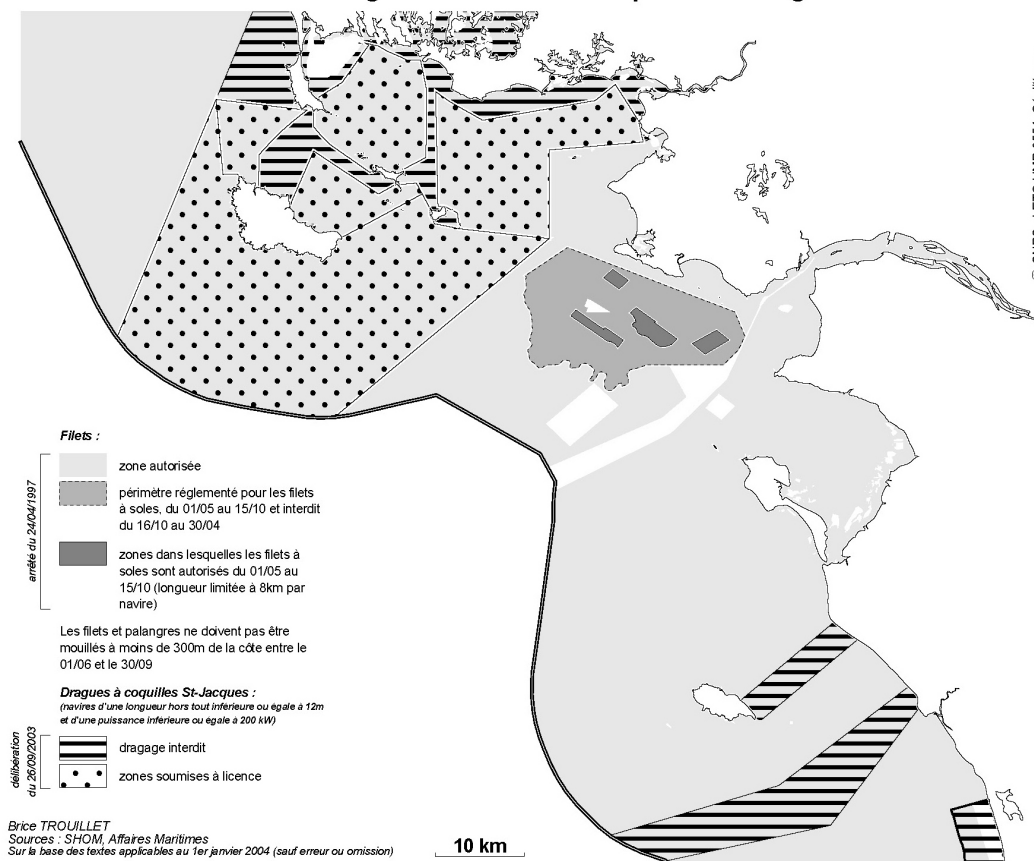 Filets :
zone autorisée
périmètre réglementé pour les filets
à soles, du 01/05 au 15/10 et interdit
du 16/10 au 30/04
zones dans lesquelles les filets à
soles sont autorisés du 01/05 au
15/10 (longueur limitée à 8km par
navire)
arrêté du 24/04/1997
Les filets et palangres ne doivent pas être
mouillés à moins de 300m de la côte entre le
01/06 et le 30/09
Dragues à coquilles St-Jacques :
(navires d'une longueur hors tout inférieure ou égale à 12m
et d'une puissance inférieure ou égale à 200 kW)
dragage interdit
zones soumises à licence
délibération
du 26/09/2003
Brice TROUILLET
Sources : SHOM, Affaires Maritimes
Sur la base des textes applicables au 1er janvier 2004 (sauf erreur ou omission)
10 km